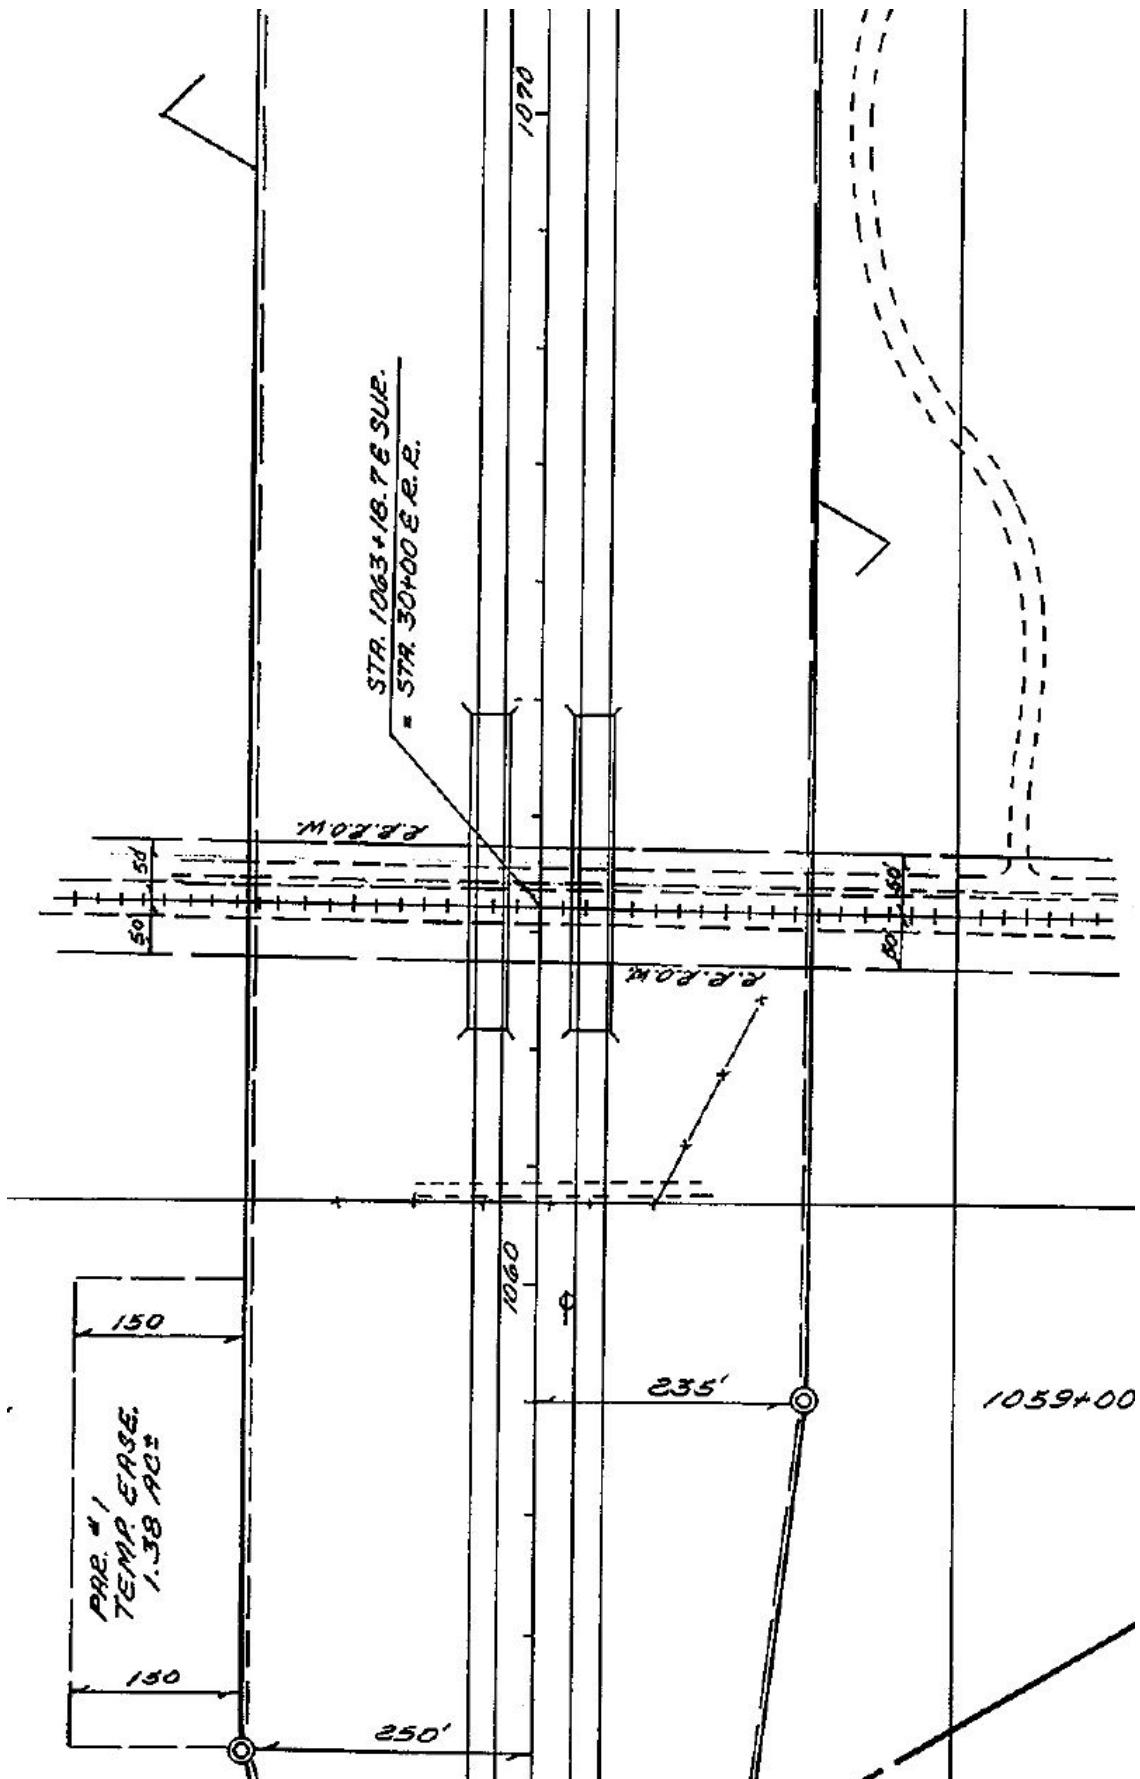 1070
STA. 1063+18.7 ℄ SUR.
= STA. 30+00 ℄ R.R.
R.R.R.O.W.
50'
50'
50'
50'
R.R.R.O.W.
1060
150
235'
1059+00
PAR. #1
TEMP. EASE.
1.38 AC±
150
250'